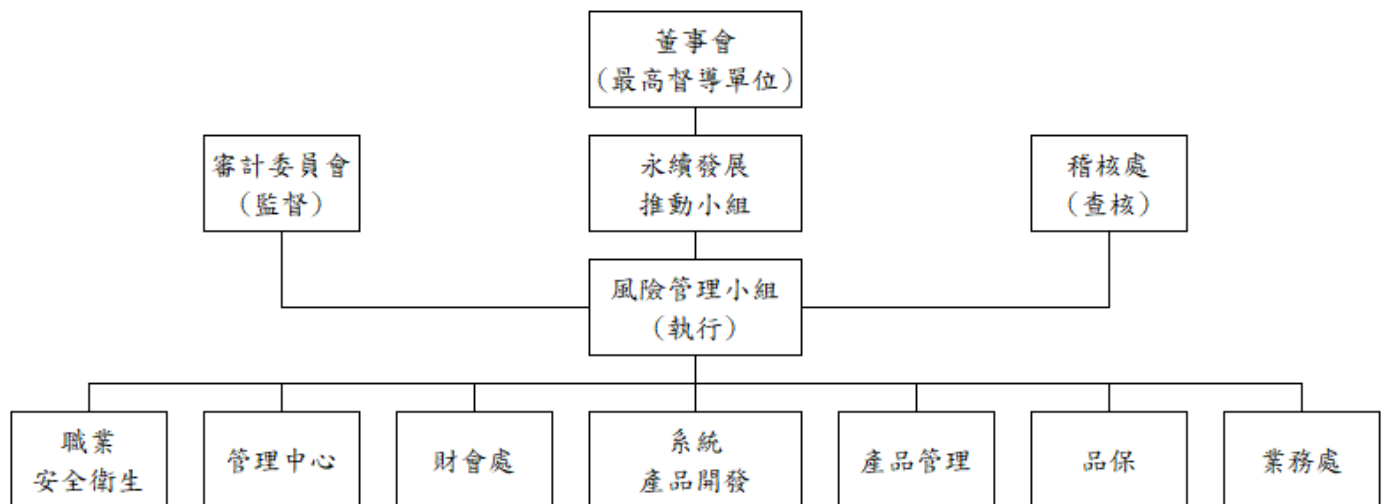 董事會
（最高督導單位）
審計委員會
（監督）
永續發展
推動小組
稽核處
（查核）
風險管理小組
（執行）
職業
安全衛生
管理中心
財會處
系統
產品開發
產品管理
品保
業務處